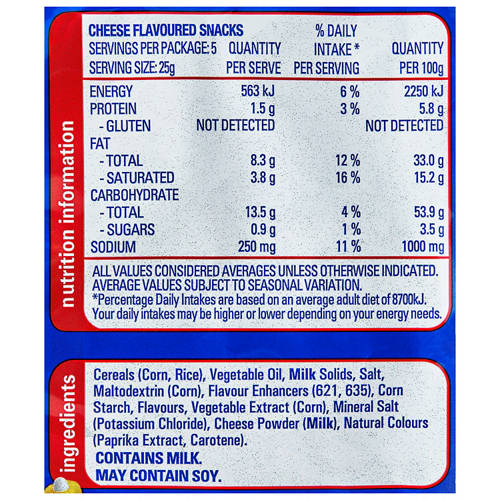 CHEESE FLAVOURED SNACKS % DAILY
SERVINGS PER PACKAGE: 5 QUANTITY INTAKE * QUANTITY
SERVING SIZE: 25g PER SERVE PER SERVING PER 100g
ENERGY 563 kJ 6 % 2250 kJ
PROTEIN 1.5 g 3 % 5.8 g
- GLUTEN NOT DETECTED NOT DETECTED
FAT
- TOTAL 8.3 g 12 % 33.0 g
- SATURATED 3.8 g 16 % 15.2 g
CARBOHYDRATE
- TOTAL 13.5 g 4 % 53.9 g
- SUGARS 0.9 g 1 % 3.5 g
SODIUM 250 mg 11 % 1000 mg
ALL VALUES CONSIDERED AVERAGES UNLESS OTHERWISE INDICATED.
AVERAGE VALUES SUBJECT TO SEASONAL VARIATION.
*Percentage Daily Intakes are based on an average adult diet of 8700kJ.
Your daily intakes may be higher or lower depending on your energy needs.
nutrition information
Cereals (Corn, Rice), Vegetable Oil, Milk Solids, Salt,
Maltodextrin (Corn), Flavour Enhancers (621, 635), Corn
Starch, Flavours, Vegetable Extract (Corn), Mineral Salt
(Potassium Chloride), Cheese Powder (Milk), Natural Colours
(Paprika Extract, Carotene).
CONTAINS MILK.
MAY CONTAIN SOY.
ingredients